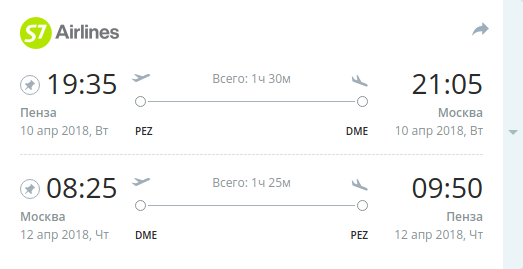 S7 Airlines
19:35 Всего: 1ч 30м 21:05
Пенза Москва
10 апр 2018, Вт PEZ DME 10 апр 2018, Вт
08:25 Всего: 1ч 25м 09:50
Москва Пенза
12 апр 2018, Чт DME PEZ 12 апр 2018, Чт